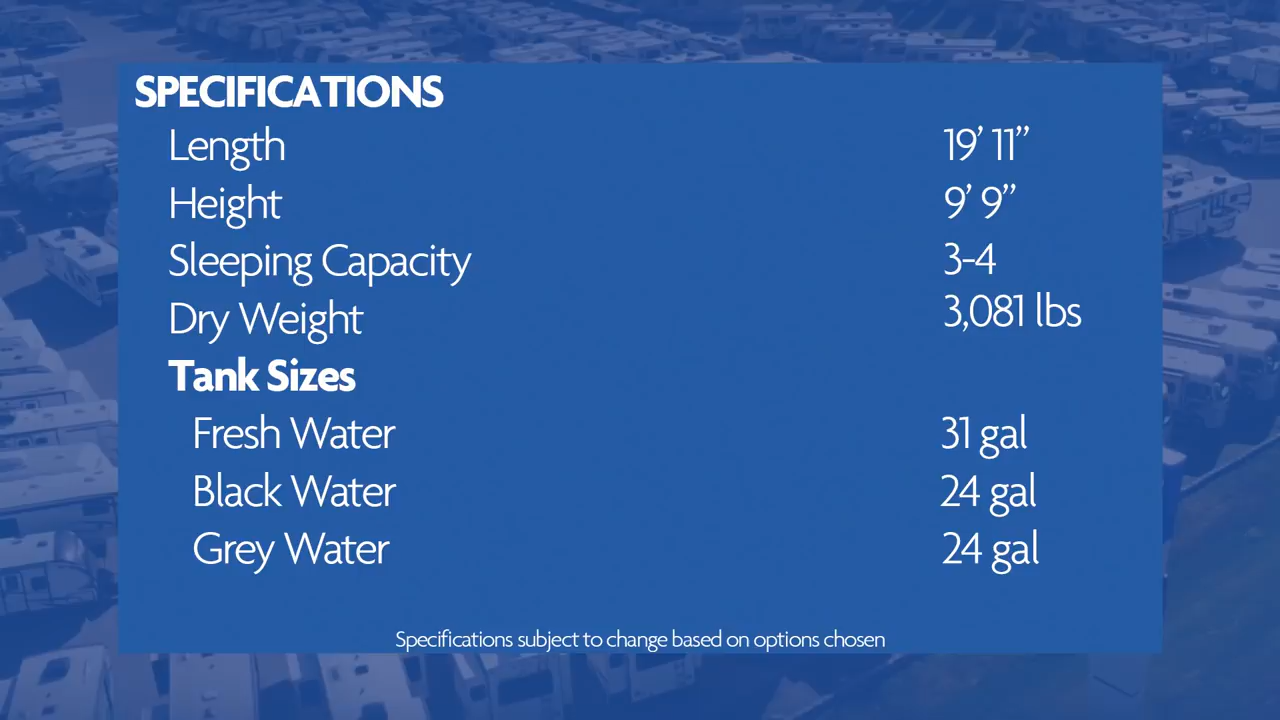 SPECIFICATIONS
Length 19’ 11”
Height 9’ 9”
Sleeping Capacity 3-4
Dry Weight 3,081 lbs
Tank Sizes
Fresh Water 31 gal
Black Water 24 gal
Grey Water 24 gal
Specifications subject to change based on options chosen